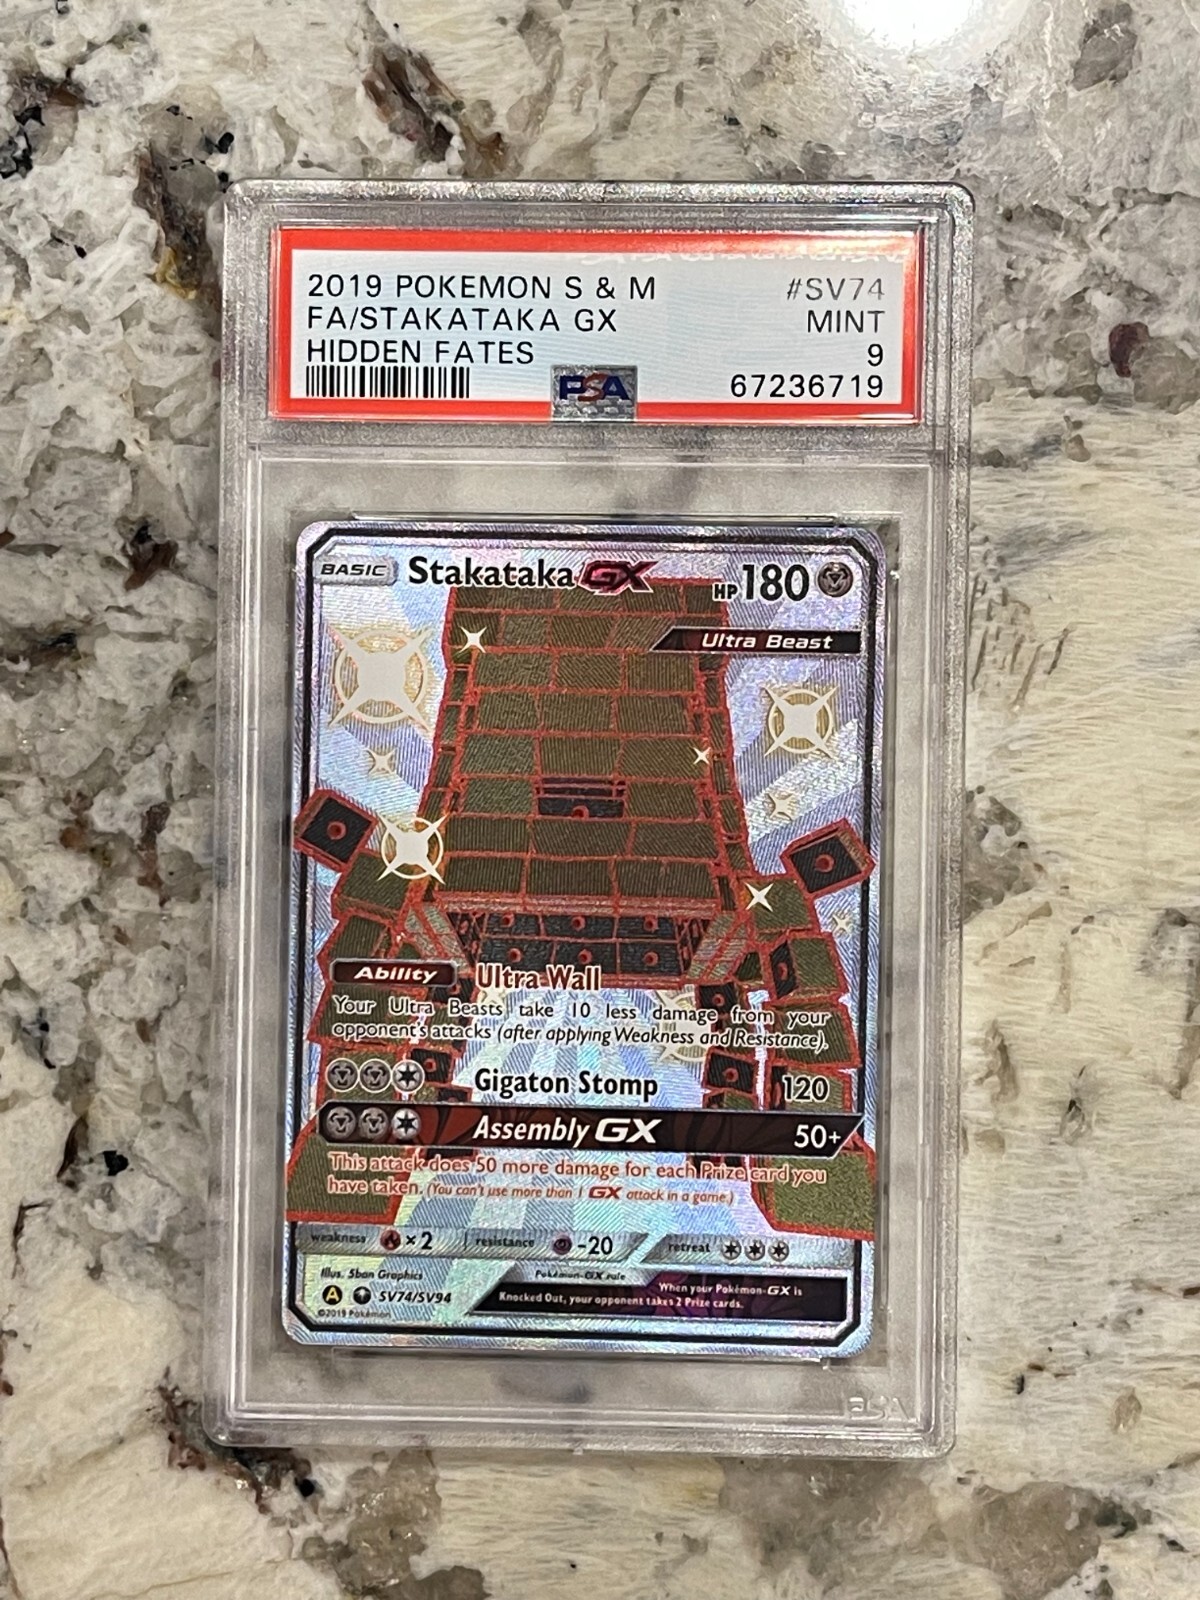 2019 POKEMON S & M #SV74
FA/STAKATAKA GX MINT
HIDDEN FATES 9
PSA 67236719
BASIC Stakataka GX HP 180
Ultra Beast
Ability Ultra Wall
Your Ultra Beasts take 10 less damage from your
opponent's attacks (after applying Weakness and Resistance).
Gigaton Stomp 120
Assembly GX 50+
This attack does 50 more damage for each Prize card you
have taken. (You can't use more than 1 GX attack in a game.)
weakness ×2 resistance -20 retreat
Illus. 5ban Graphics Pokémon-GX rule When your Pokémon-GX is
A SV74/SV94 Knocked Out, your opponent takes 2 Prize cards.
©2019 Pokémon
PSA